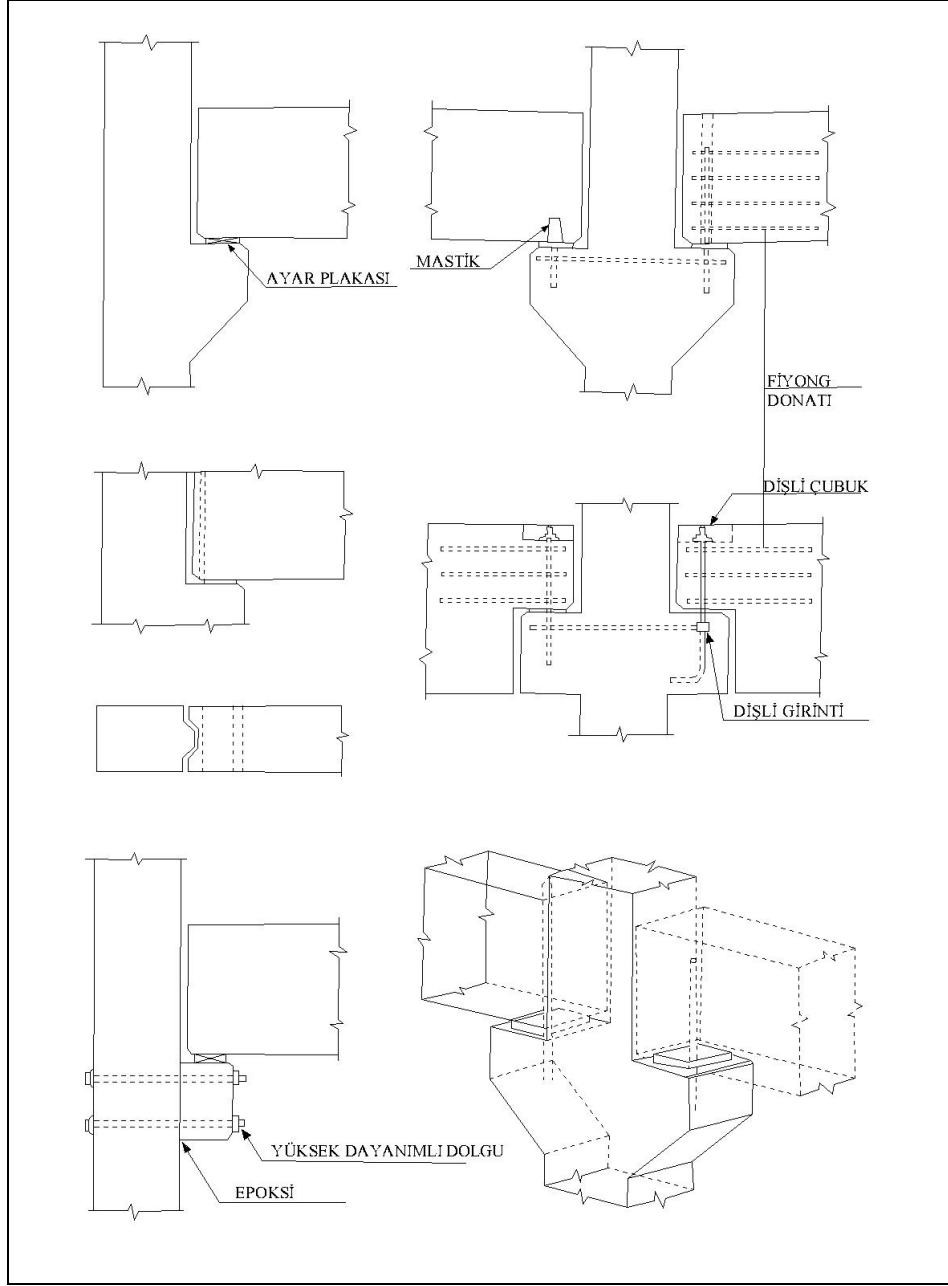 AYAR PLAKASI
MASTİK
FİYONG
DONATI
DİŞLİ ÇUBUK
DİŞLİ GİRİNTİ
YÜKSEK DAYANIMLI DOLGU
EPOKSİ